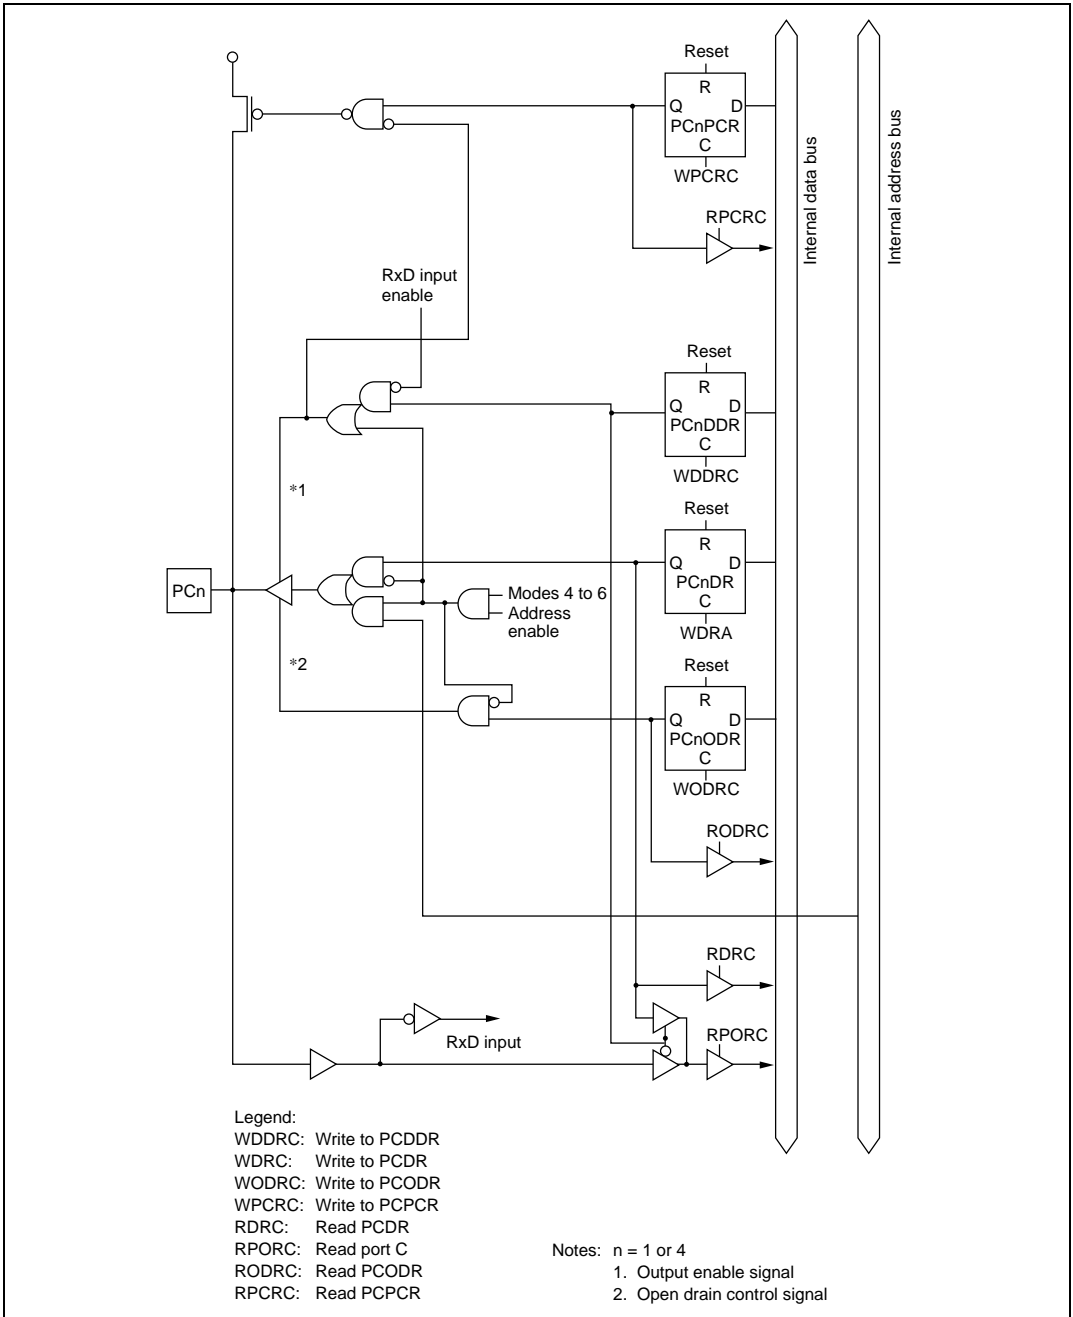 Reset
R
Q D
PCnPCR
C
WPCRC
RPCRC
Internal data bus
Internal address bus
RxD input
enable
Reset
R
Q D
PCnDDR
C
WDDRC
*1
Reset
R
Q D
PCnDR
C
WDRA
PCn
Modes 4 to 6
Address
enable
*2
Reset
R
Q D
PCnODR
C
WODRC
RODRC
RDRC
RxD input
RPORC
Legend:
WDDRC: Write to PCDDR
WDRC: Write to PCDR
WODRC: Write to PCODR
WPCRC: Write to PCPCR
RDRC: Read PCDR
RPORC: Read port C
RODRC: Read PCODR
RPCRC: Read PCPCR
Notes: n = 1 or 4
1. Output enable signal
2. Open drain control signal